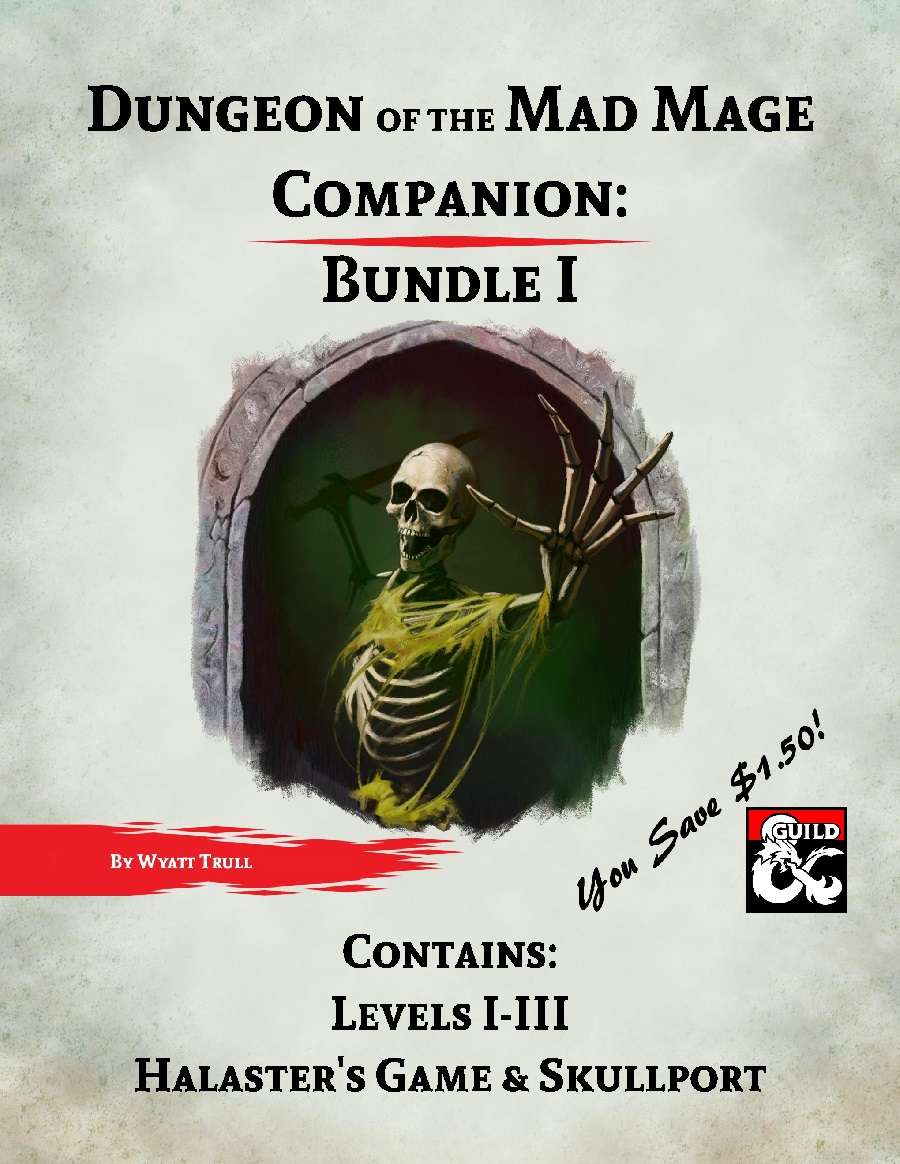 Dungeon of the Mad Mage
Companion:
Bundle I
You Save $1.50!
GUILD
By Wyatt Trull
Contains:
Levels I-III
Halaster's Game & Skullport